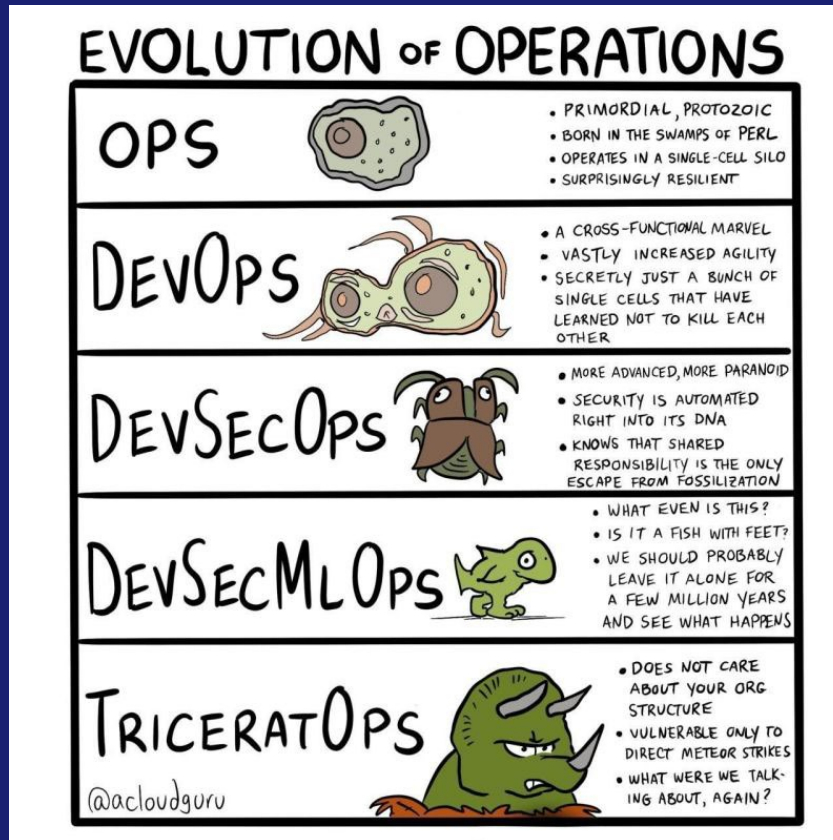 EVOLUTION OF OPERATIONS
OPS
• PRIMORDIAL, PROTOZOIC
• BORN IN THE SWAMPS OF PERL
• OPERATES IN A SINGLE-CELL SILO
• SURPRISINGLY RESILIENT
DEVOPS
• A CROSS-FUNCTIONAL MARVEL
• VASTLY INCREASED AGILITY
• SECRETLY JUST A BUNCH OF
SINGLE CELLS THAT HAVE
LEARNED NOT TO KILL EACH
OTHER
DEVSECOPS
• MORE ADVANCED, MORE PARANOID
• SECURITY IS AUTOMATED
RIGHT INTO ITS DNA
• KNOWS THAT SHARED
RESPONSIBILITY IS THE ONLY
ESCAPE FROM FOSSILIZATION
DEVSECMLOPS
• WHAT EVEN IS THIS?
• IS IT A FISH WITH FEET?
• WE SHOULD PROBABLY
LEAVE IT ALONE FOR
A FEW MILLION YEARS
AND SEE WHAT HAPPENS
TRICERATOPS
• DOES NOT CARE
ABOUT YOUR ORG
STRUCTURE
• VULNERABLE ONLY TO
DIRECT METEOR STRIKES
• WHAT WERE WE TALK-
ING ABOUT, AGAIN?
@acloudguru